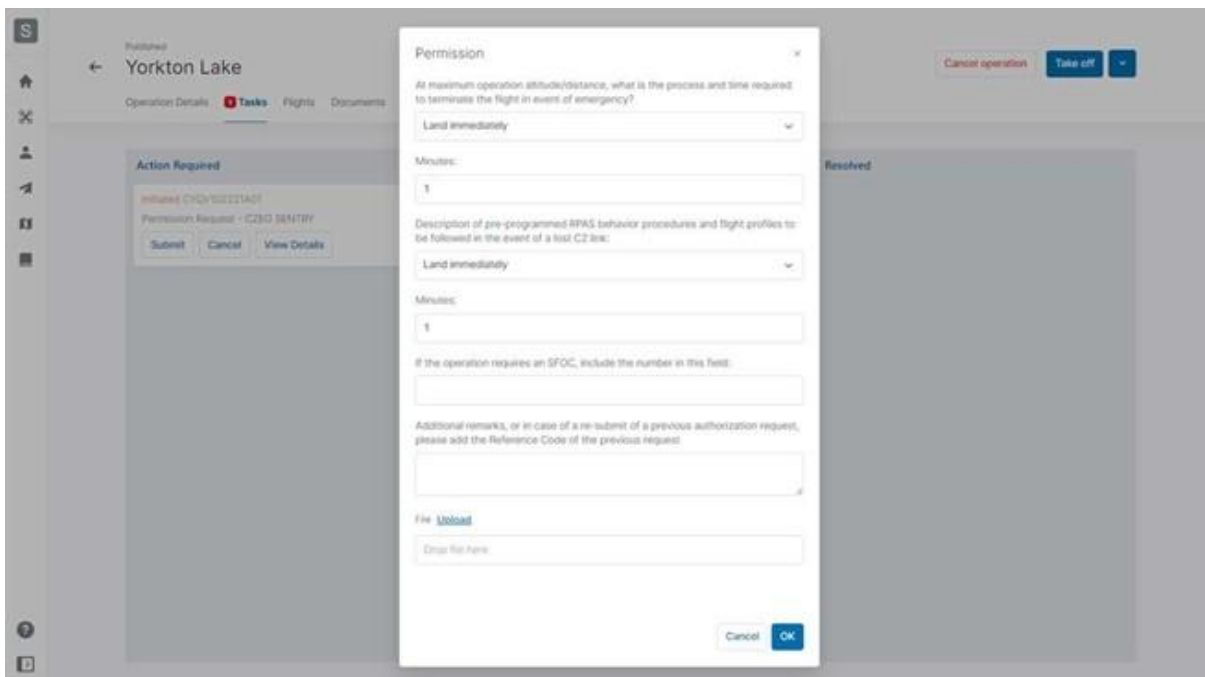 S
Published
Yorkton Lake
Cancel operation
Take off
Operation Details
Tasks
Flights
Documents
Action Required
Resolved
Initiated
Permission Request - CZEG SENTRY
Submit
Cancel
View Details
Permission
At maximum operation altitude/distance, what is the process and time required
to terminate the flight in event of emergency?
Land immediately
Minutes:
1
Description of pre-programmed RPAS behavior procedures and flight profiles to
be followed in the event of a lost C2 link:
Land immediately
Minutes:
1
If the operation requires an SFOC, include the number in this field:
Additional remarks, or in case of a re-submit of a previous authorization request,
please add the Reference Code of the previous request
File Upload
Drop file here
Cancel
OK